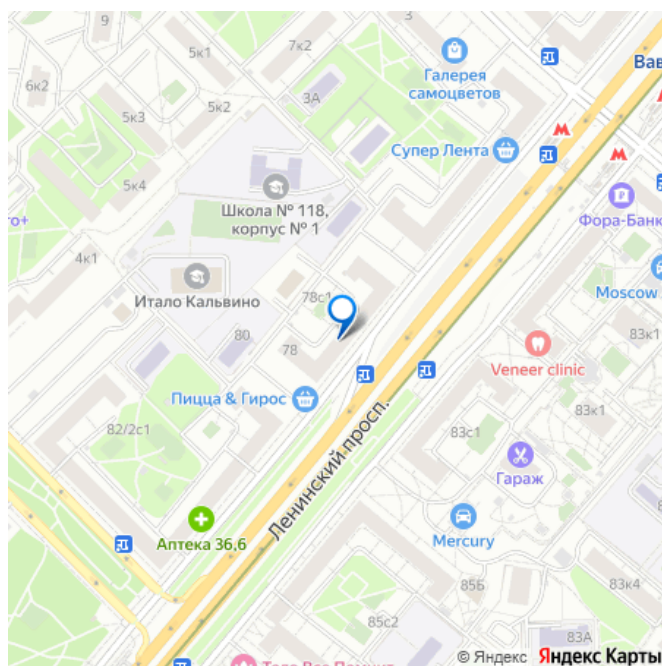 9
7к2
5к1
6к2
3А
5к2
5к3
5к4
Галерея
самоцветов
Супер Лента
Вав
Школа № 118,
корпус № 1
Фора-Банк
4к1
Итало Кальвино
78с1
Moscow
80
78
83к1
Veneer clinic
Пицца & Гирос
83к1
82/2с1
83с1
Гараж
Ленинский просп.
Аптека 36,6
Mercury
85Б
83к4
85с2
83А
© Яндекс Яндекс Карты